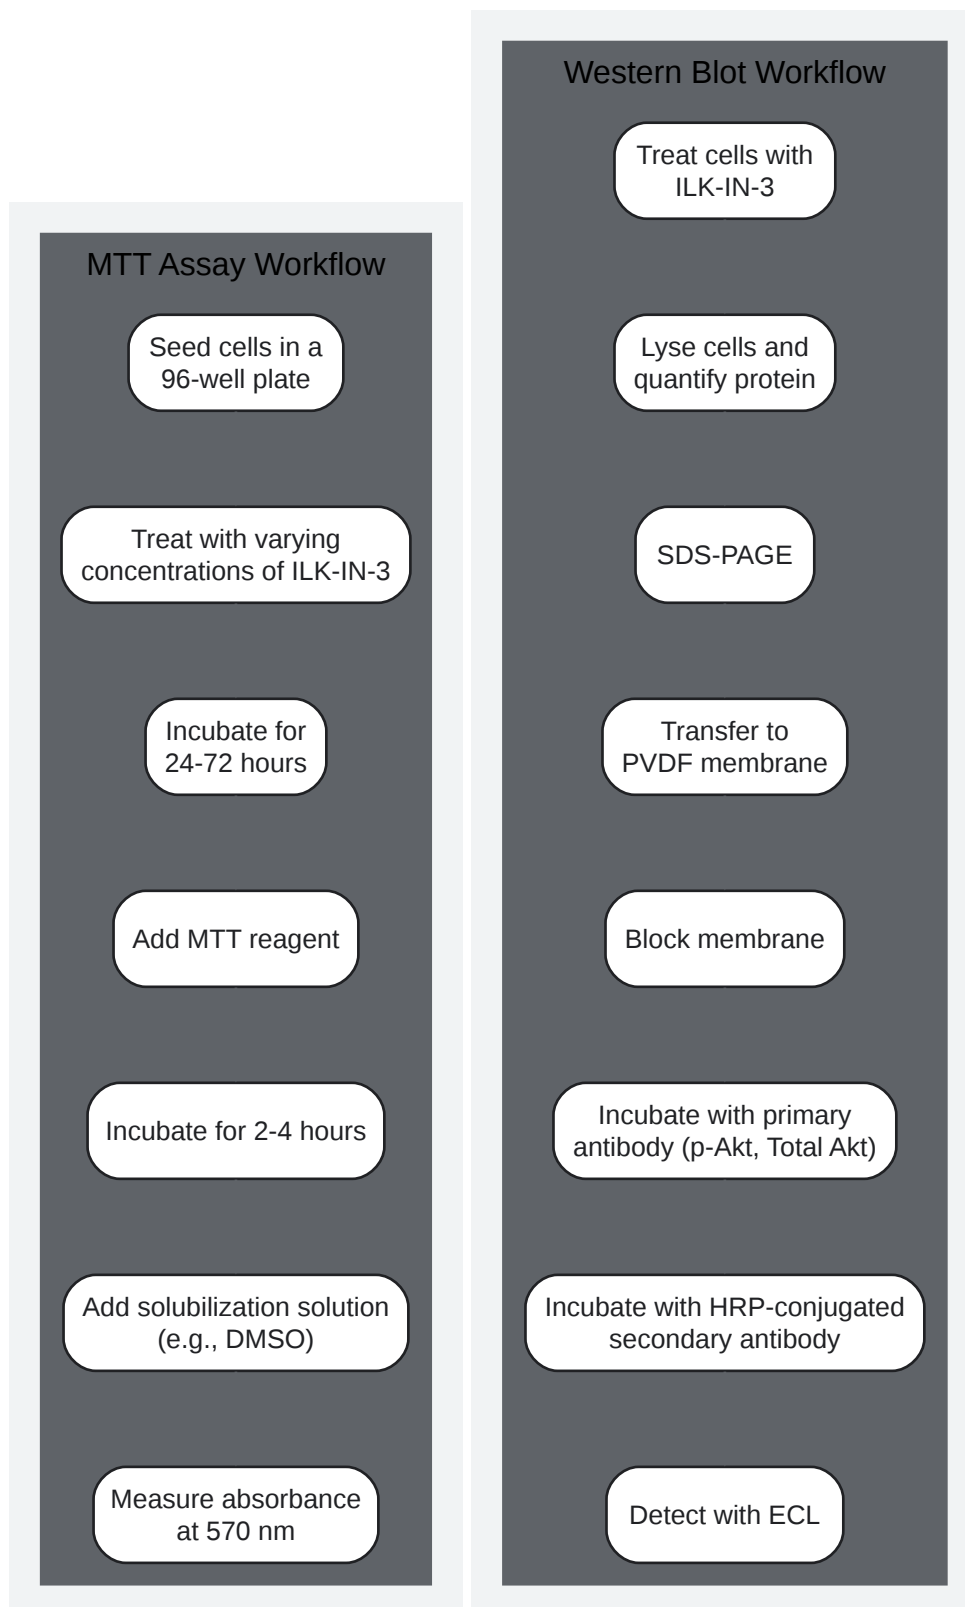 MTT Assay Workflow
Seed cells in a
96-well plate
Treat with varying
concentrations of ILK-IN-3
Incubate for
24-72 hours
Add MTT reagent
Incubate for 2-4 hours
Add solubilization solution
(e.g., DMSO)
Measure absorbance
at 570 nm
Western Blot Workflow
Treat cells with
ILK-IN-3
Lyse cells and
quantify protein
SDS-PAGE
Transfer to
PVDF membrane
Block membrane
Incubate with primary
antibody (p-Akt, Total Akt)
Incubate with HRP-conjugated
secondary antibody
Detect with ECL